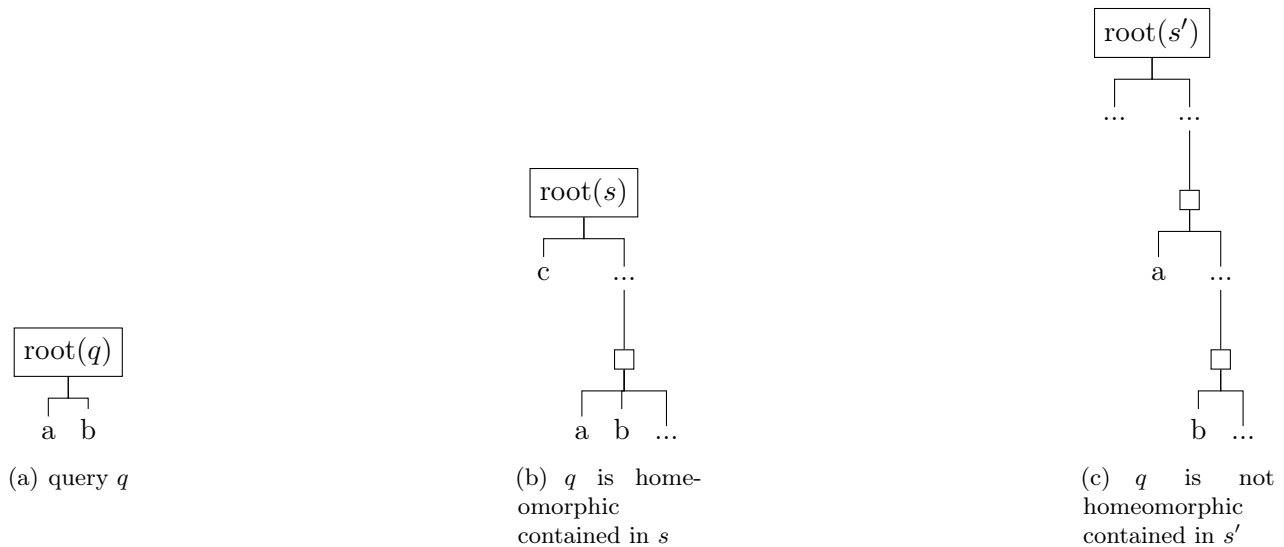 root(q)
a b
(a) query q
root(s)
c ...
a b ...
(b) q is home-
omorphic
contained in s
root(s′)
... ...
a ...
b ...
(c) q is not
homeomorphic
contained in s′